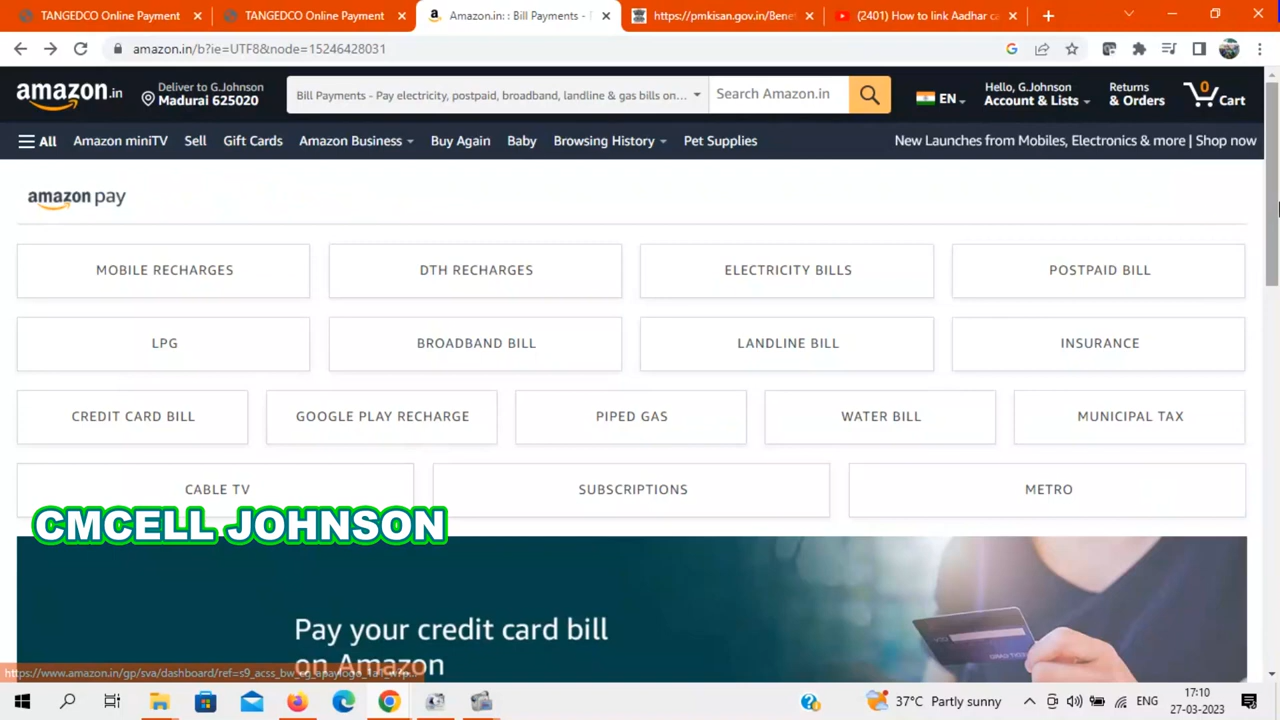 TANGEDCO Online Payment
TANGEDCO Online Payment
Amazon.in: : Bill Payments -
https://pmkisan.gov.in/Bene
(2401) How to link Aadhar ca
amazon.in/b?ie=UTF8&node=15246428031
amazon.in
Deliver to G.Johnson
Madurai 625020
Bill Payments - Pay electricity, postpaid, broadband, landline & gas bills on...
Search Amazon.in
EN
Hello, G.Johnson
Account & Lists
Returns
& Orders
0
Cart
All
Amazon miniTV
Sell
Gift Cards
Amazon Business
Buy Again
Baby
Browsing History
Pet Supplies
New Launches from Mobiles, Electronics & more | Shop now
amazon pay
MOBILE RECHARGES
DTH RECHARGES
ELECTRICITY BILLS
POSTPAID BILL
LPG
BROADBAND BILL
LANDLINE BILL
INSURANCE
CREDIT CARD BILL
GOOGLE PLAY RECHARGE
PIPED GAS
WATER BILL
MUNICIPAL TAX
CABLE TV
SUBSCRIPTIONS
METRO
CMCELL JOHNSON
Pay your credit card bill
on Amazon
37°C Partly sunny
ENG
17:10
27-03-2023